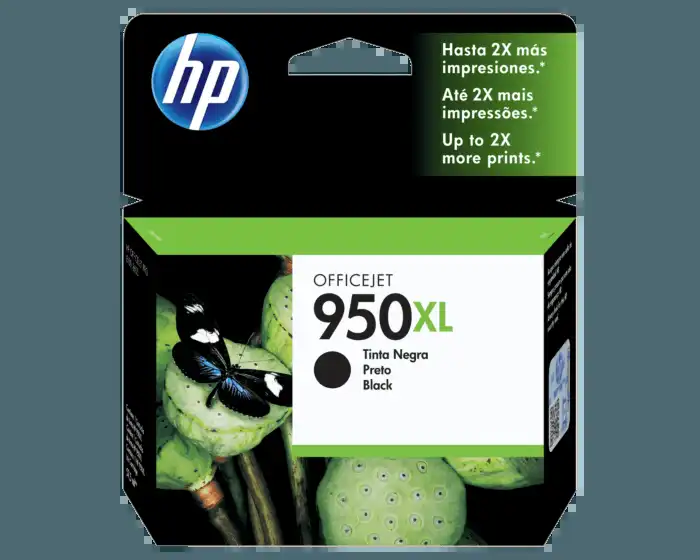 hp
Hasta 2X más
impresiones.*
Até 2X mais
impressões.*
Up to 2X
more prints.*
OFFICEJET
950XL
Tinta Negra
Preto
Black
hp